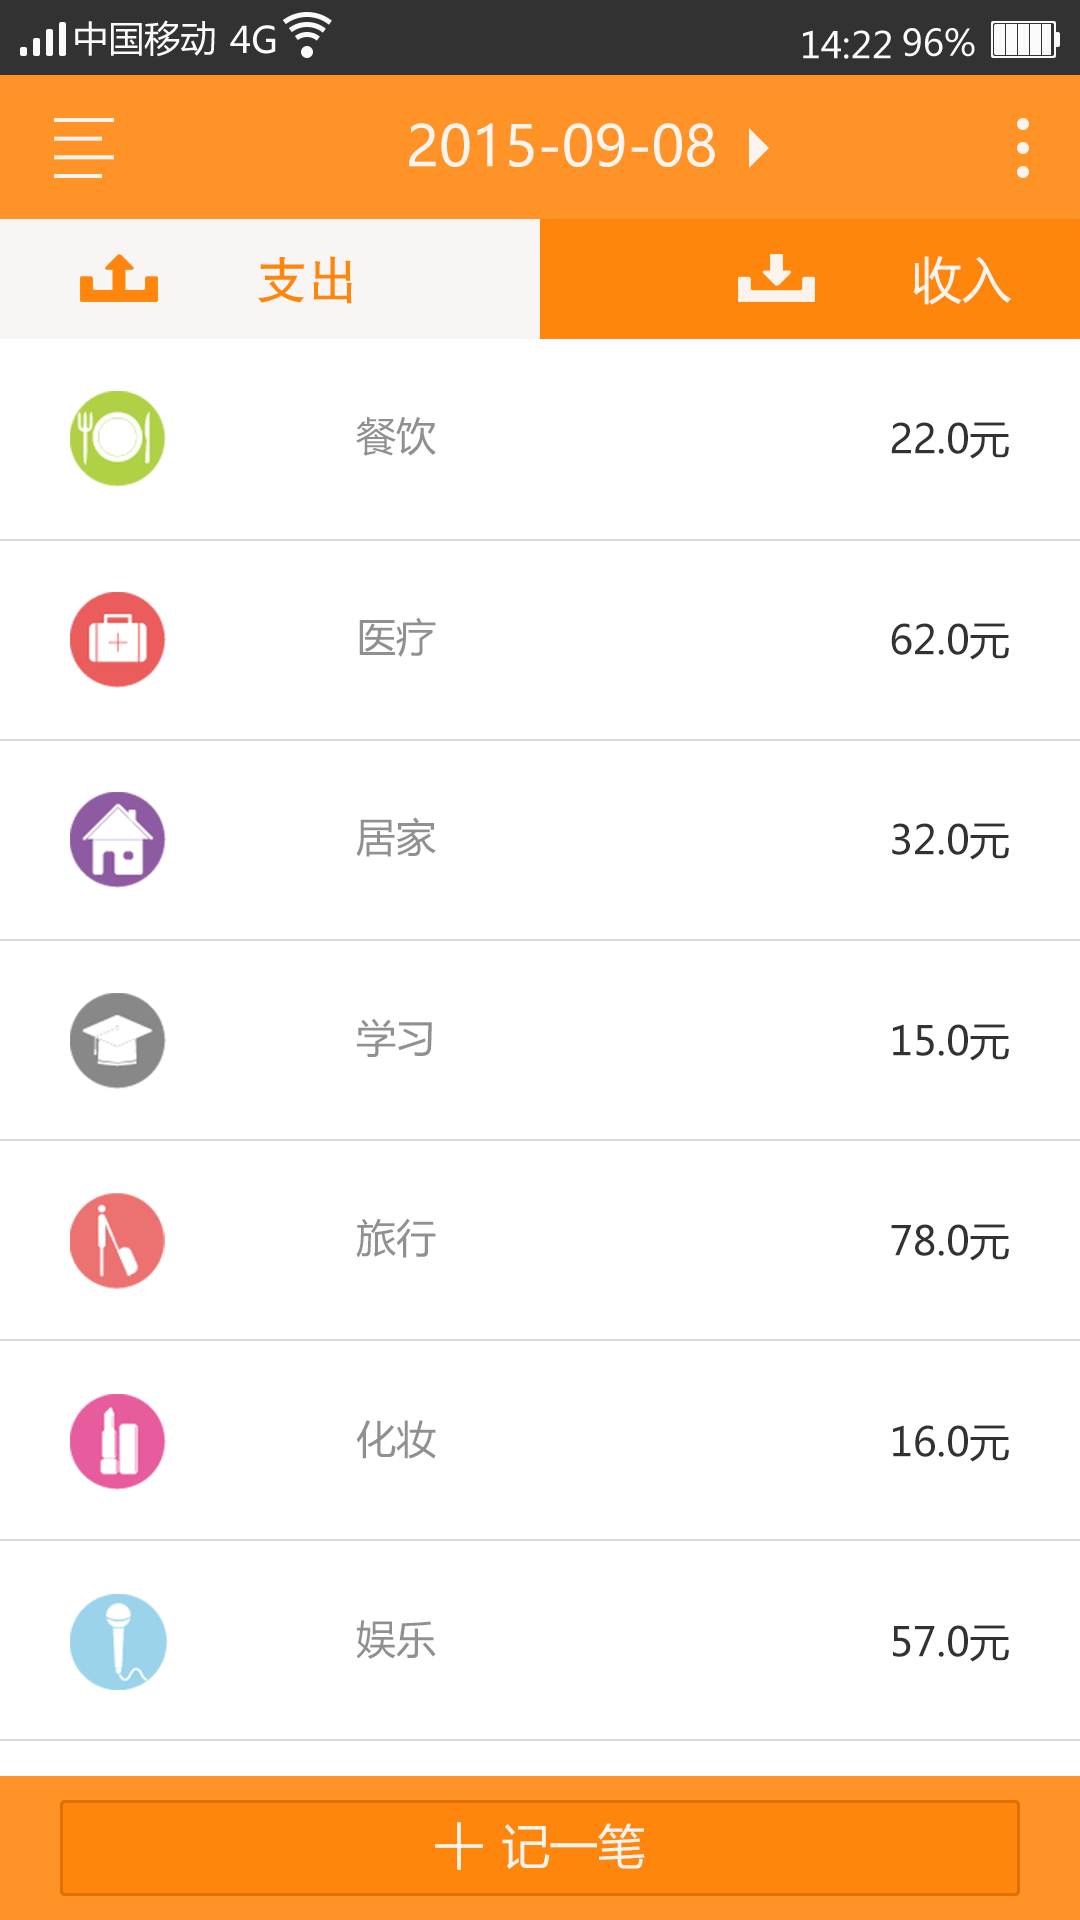 中国移动 4G 14:22 96%
2015-09-08
支出 收入
餐饮 22.0元
医疗 62.0元
居家 32.0元
学习 15.0元
旅行 78.0元
化妆 16.0元
娱乐 57.0元
十 记一笔